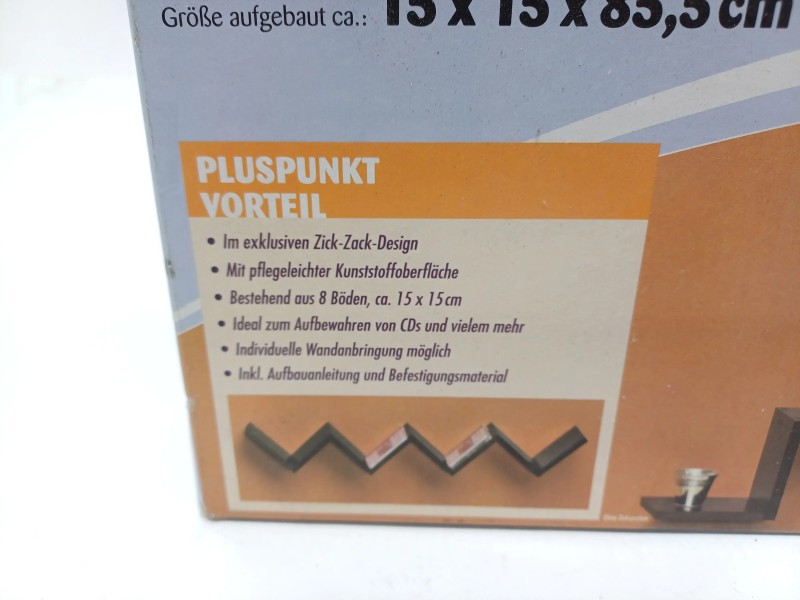 Größe aufgebaut ca.: 15 x 15 x 85,5 cm
PLUSPUNKT
VORTEIL
• Im exklusiven Zick-Zack-Design
• Mit pflegeleichter Kunststoffoberfläche
• Bestehend aus 8 Böden, ca. 15 x 15 cm
• Ideal zum Aufbewahren von CDs und vielem mehr
• Individuelle Wandanbringung möglich
• Inkl. Aufbauanleitung und Befestigungsmaterial